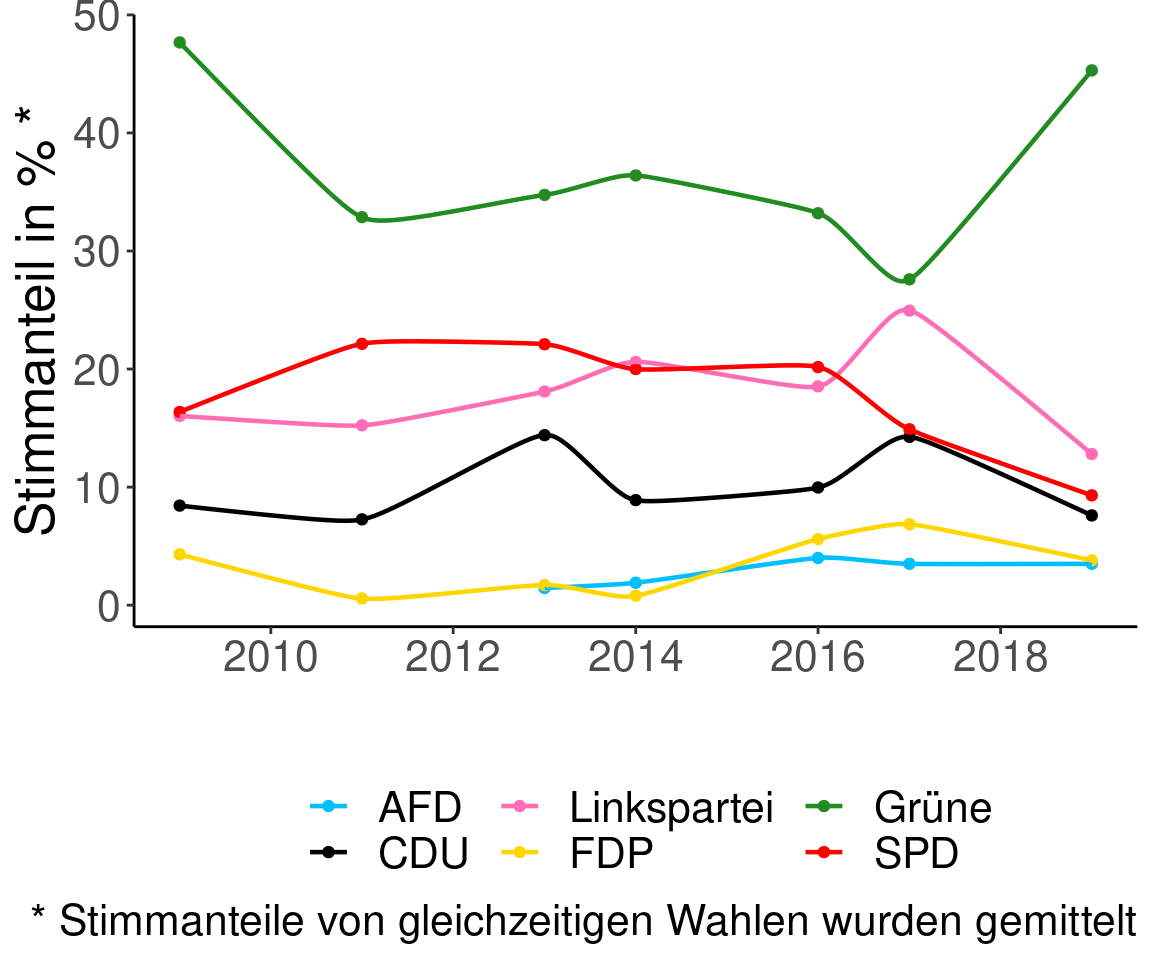 50
40
30
20
10
0
Stimmanteil in % *
2010 2012 2014 2016 2018
AFD Linkspartei Grüne
CDU FDP SPD
* Stimmanteile von gleichzeitigen Wahlen wurden gemittelt